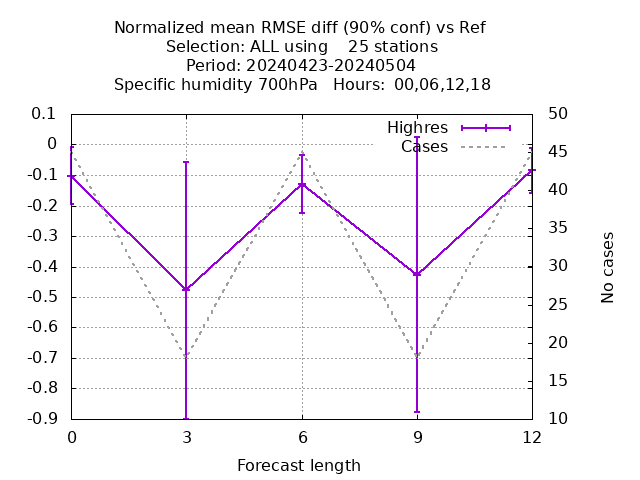 Normalized mean RMSE diff (90% conf) vs Ref
Selection: ALL using    25 stations
Period: 20240423-20240504
Specific humidity 700hPa   Hours:  00,06,12,18
Highres
Cases
0.1
0
-0.1
-0.2
-0.3
-0.4
-0.5
-0.6
-0.7
-0.8
-0.9
50
45
40
35
30
25
20
15
10
No cases
0 3 6 9 12
Forecast length